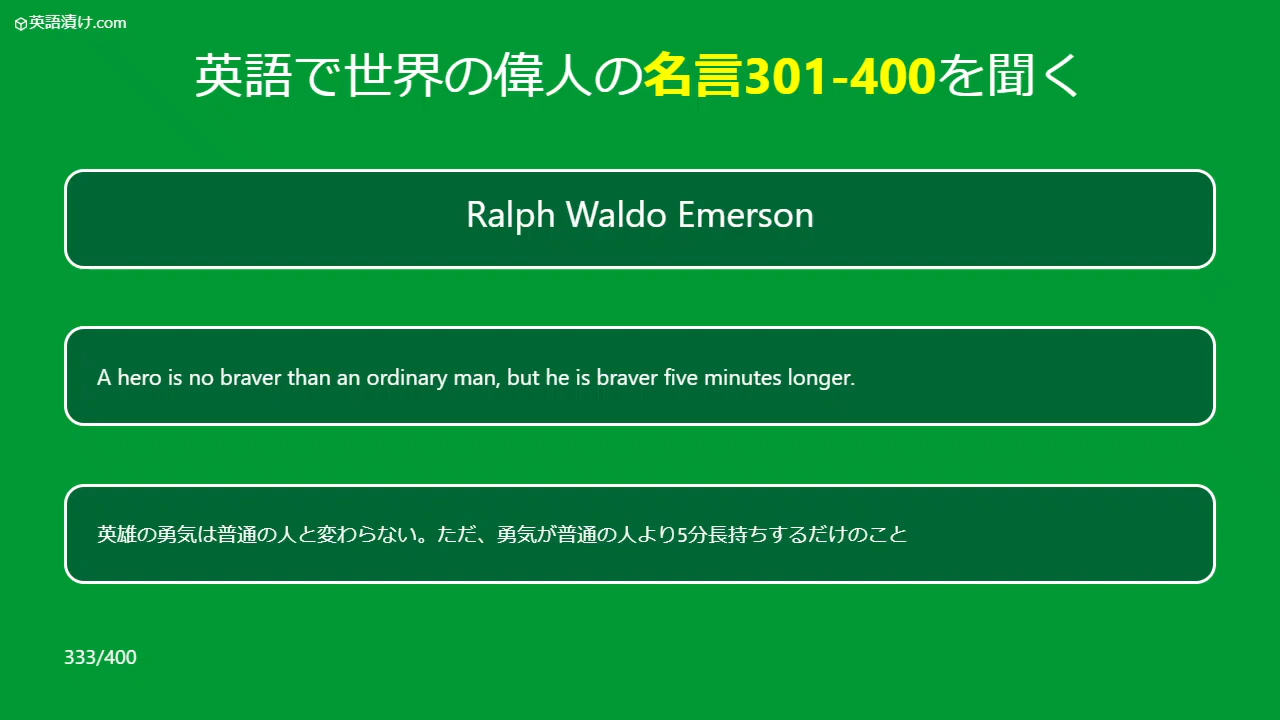 英語漬け.com
英語で世界の偉人の名言301-400を聞く
Ralph Waldo Emerson
A hero is no braver than an ordinary man, but he is braver five minutes longer.
英雄の勇気は普通の人と変わらない。ただ、勇気が普通の人より5分長持ちするだけのこと
333/400